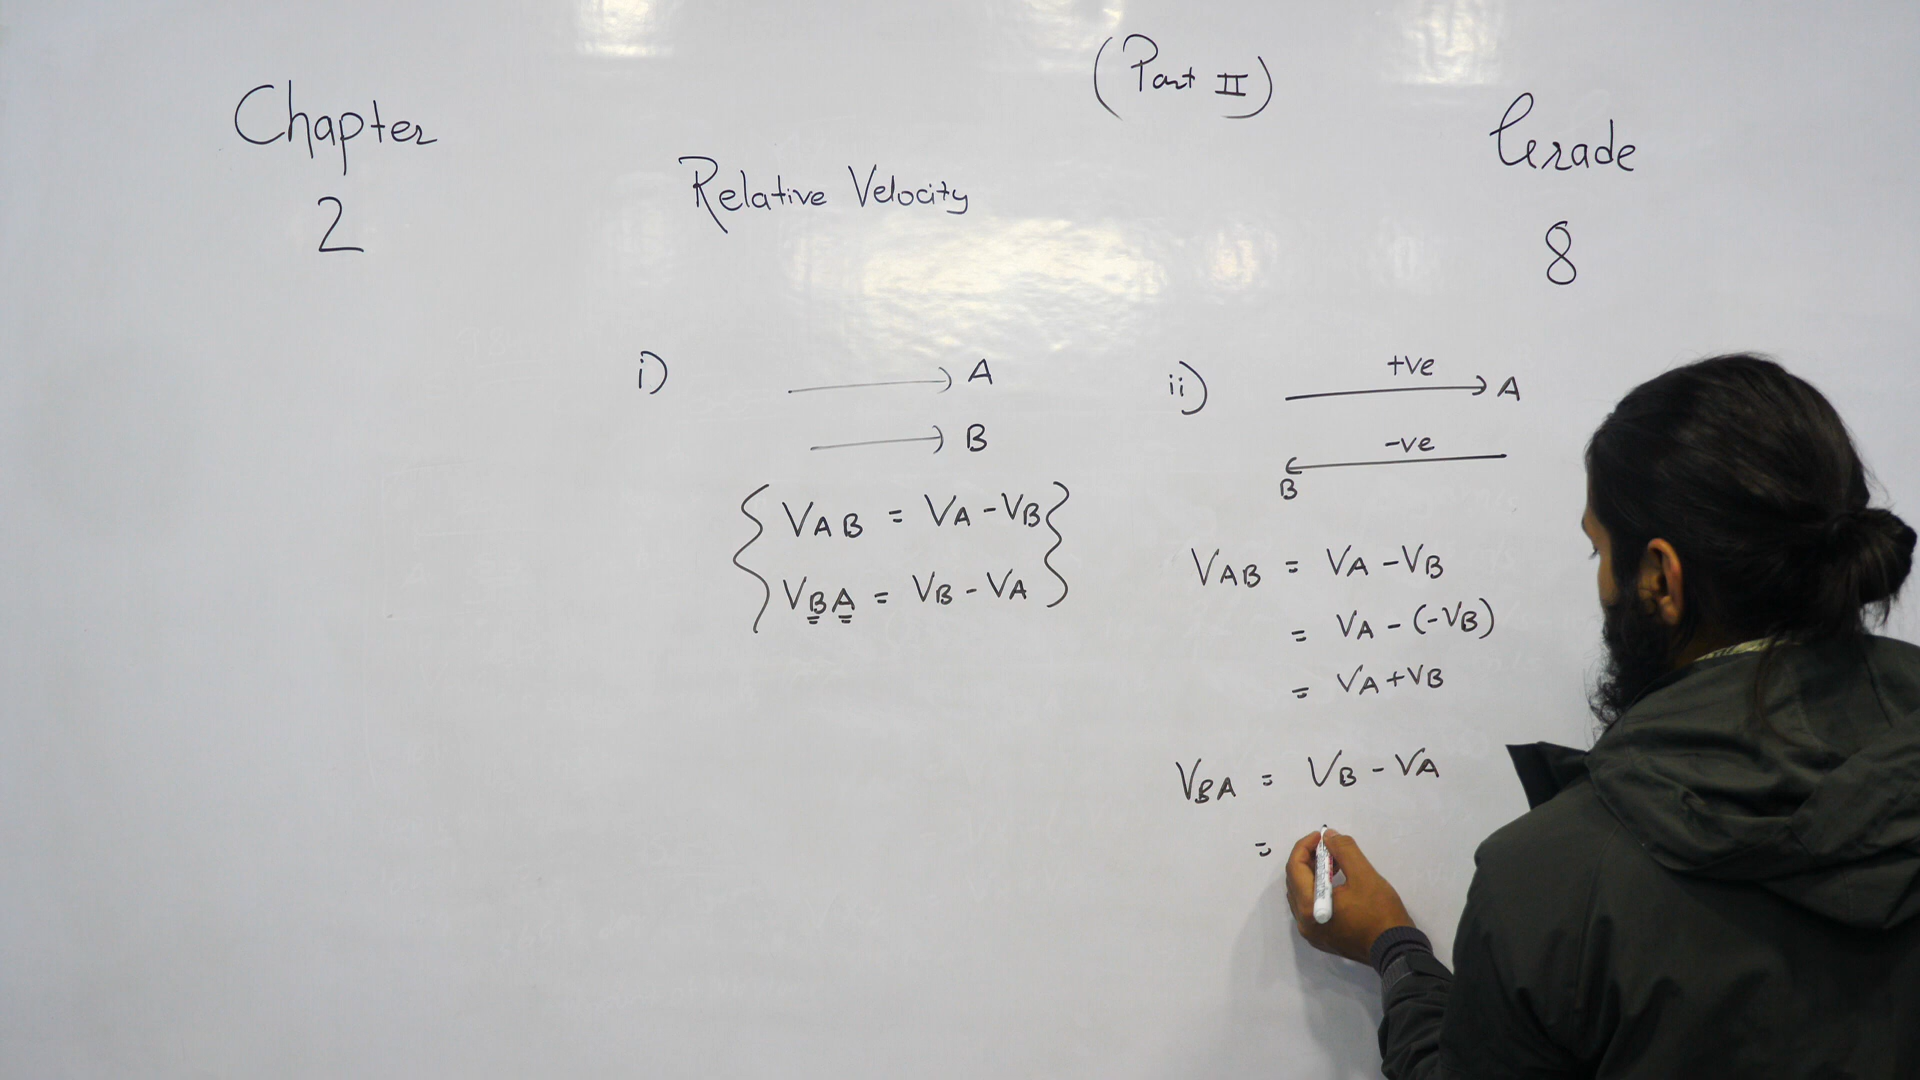 (Part II)
Chapter
2
Relative Velocity
Grade
8
i)
A
B
VAB = VA - VB
VBA = VB - VA
ii)
+ve
A
-ve
B
VAB = VA - VB
= VA - (-VB)
= VA + VB
VBA = VB - VA
=